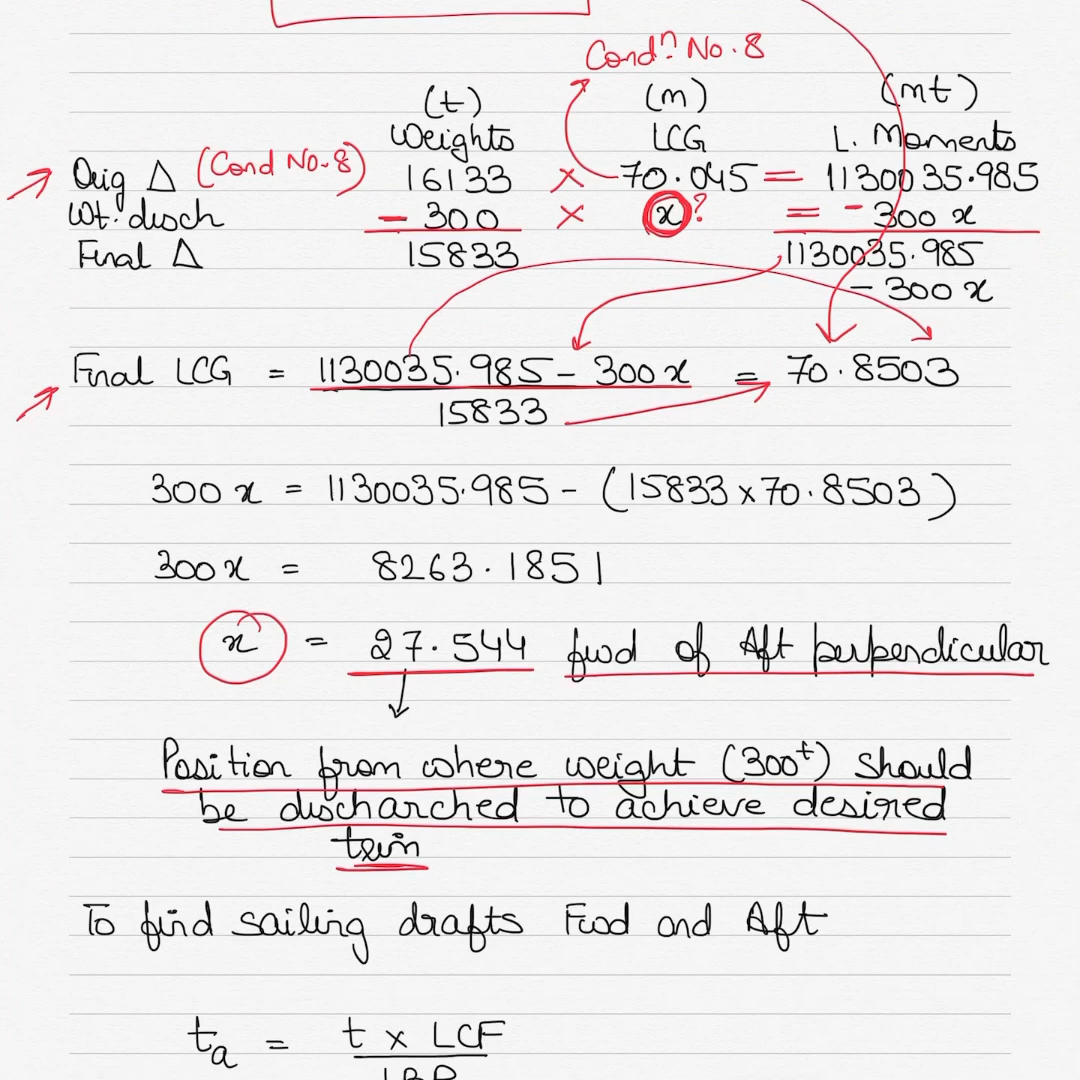 Cond? No. 8
(t) (m) (mt)
Weights LCG L. Moments
Orig Δ (Cond No. 8) 16133 × 70.045 = 1130035.985
Wt. disch - 300 × x? = - 300 x
Final Δ 15833 1130035.985
- 300 x
Final LCG = 1130035.985 - 300 x = 70.8503
15833
300 x = 1130035.985 - (15833 x 70.8503)
300 x = 8263.1851
x = 27.544 fwd of Aft perpendicular
Position from where weight (300t) should
be discharched to achieve desired
trim
To find sailing drafts Fwd and Aft
ta = t x LCF
LBP